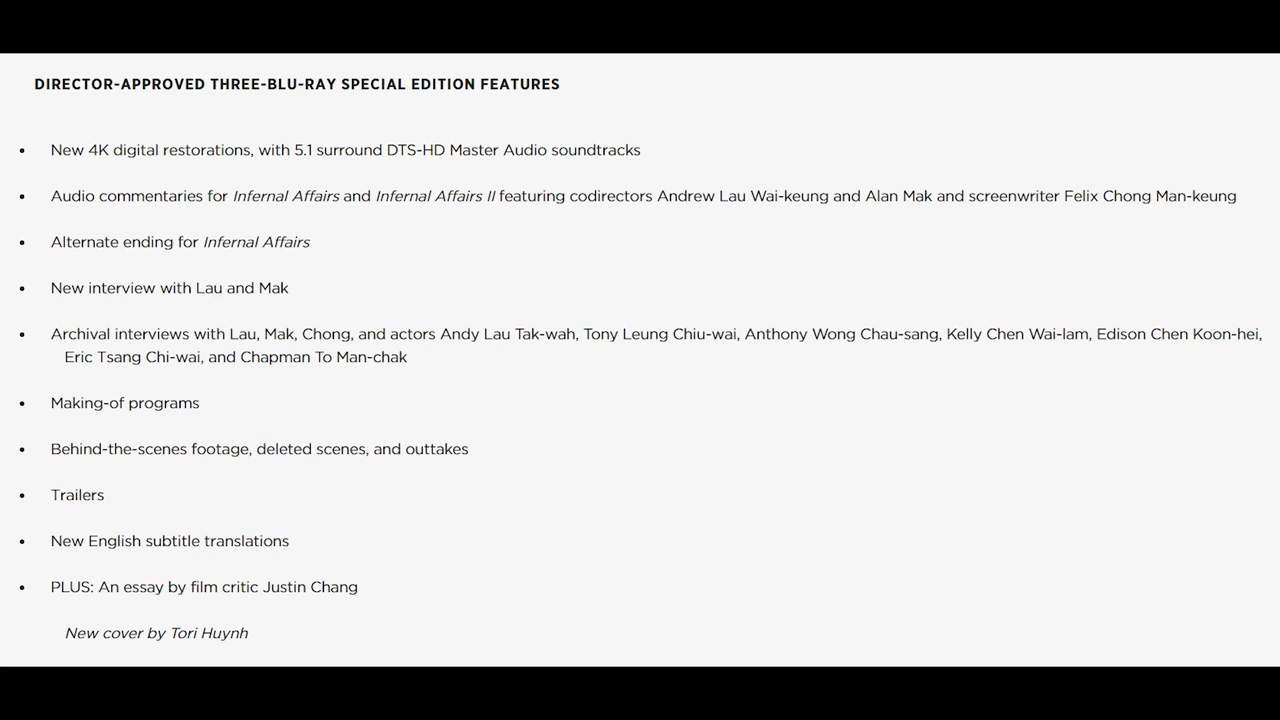 DIRECTOR-APPROVED THREE-BLU-RAY SPECIAL EDITION FEATURES
• New 4K digital restorations, with 5.1 surround DTS-HD Master Audio soundtracks
• Audio commentaries for Infernal Affairs and Infernal Affairs II featuring codirectors Andrew Lau Wai-keung and Alan Mak and screenwriter Felix Chong Man-keung
• Alternate ending for Infernal Affairs
• New interview with Lau and Mak
• Archival interviews with Lau, Mak, Chong, and actors Andy Lau Tak-wah, Tony Leung Chiu-wai, Anthony Wong Chau-sang, Kelly Chen Wai-lam, Edison Chen Koon-hei,
Eric Tsang Chi-wai, and Chapman To Man-chak
• Making-of programs
• Behind-the-scenes footage, deleted scenes, and outtakes
• Trailers
• New English subtitle translations
• PLUS: An essay by film critic Justin Chang
New cover by Tori Huynh